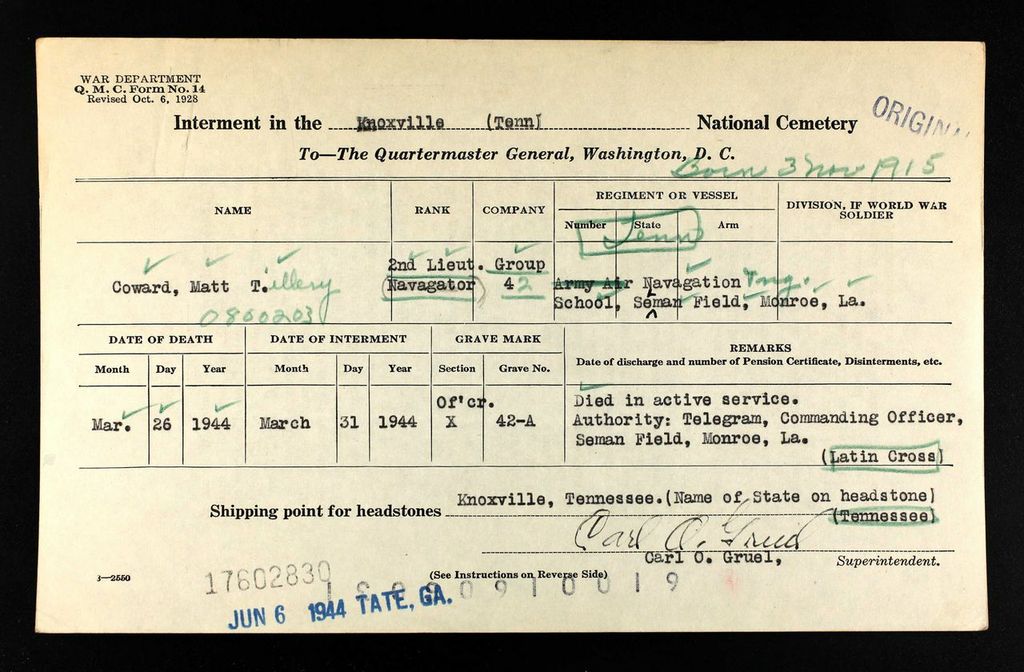 WAR DEPARTMENT
Q. M. C. Form No. 14
Revised Oct. 6, 1928
ORIGIN
Interment in the Knoxville (Tenn) National Cemetery
To—The Quartermaster General, Washington, D. C.
Born 3 Nov 1915
NAME RANK COMPANY REGIMENT OR VESSEL DIVISION, IF WORLD WAR SOLDIER
Number State Arm
Tenn
2nd Lieut. Group
Coward, Matt T.illery Navagator 42 Army Air Navagation Tng.
School, Seman Field, Monroe, La.
0800203
DATE OF DEATH DATE OF INTERMENT GRAVE MARK REMARKS
Date of discharge and number of Pension Certificate, Disinterments, etc.
Month Day Year Month Day Year Section Grave No.
Of'cr. Died in active service.
Mar. 26 1944 March 31 1944 X 42-A Authority: Telegram, Commanding Officer,
Seman Field, Monroe, La.
(Latin Cross)
Knoxville, Tennessee.(Name of State on headstone)
Shipping point for headstones (Tennessee)
Carl O. Gruel
Carl O. Gruel, Superintendent.
3—2550 (See Instructions on Reverse Side)
17602830
JUN 6 1944 TATE, GA.